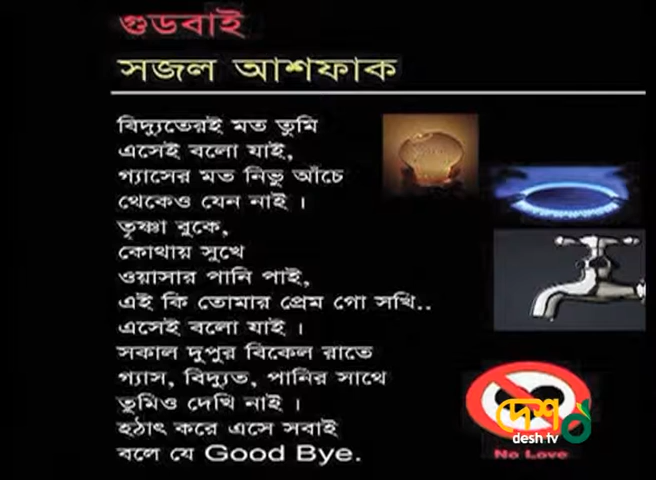 গুডবাই
সজল আশফাক
বিদ্যুতেরই মত তুমি
এসেই বলো যাই,
গ্যাসের মত নিভু আঁচে
থেকেও যেন নাই ।
তৃষ্ণা বুকে,
কোথায় সুখে
ওয়াসার পানি পাই,
এই কি তোমার প্রেম গো সখি..
এসেই বলো যাই ।
সকাল দুপুর বিকেল রাতে
গ্যাস, বিদ্যুত, পানির সাথে
তুমিও দেখি নাই ।
হঠাৎ করে এসে সবাই
বলে যে Good Bye.
দেশ
desh tv
No Love